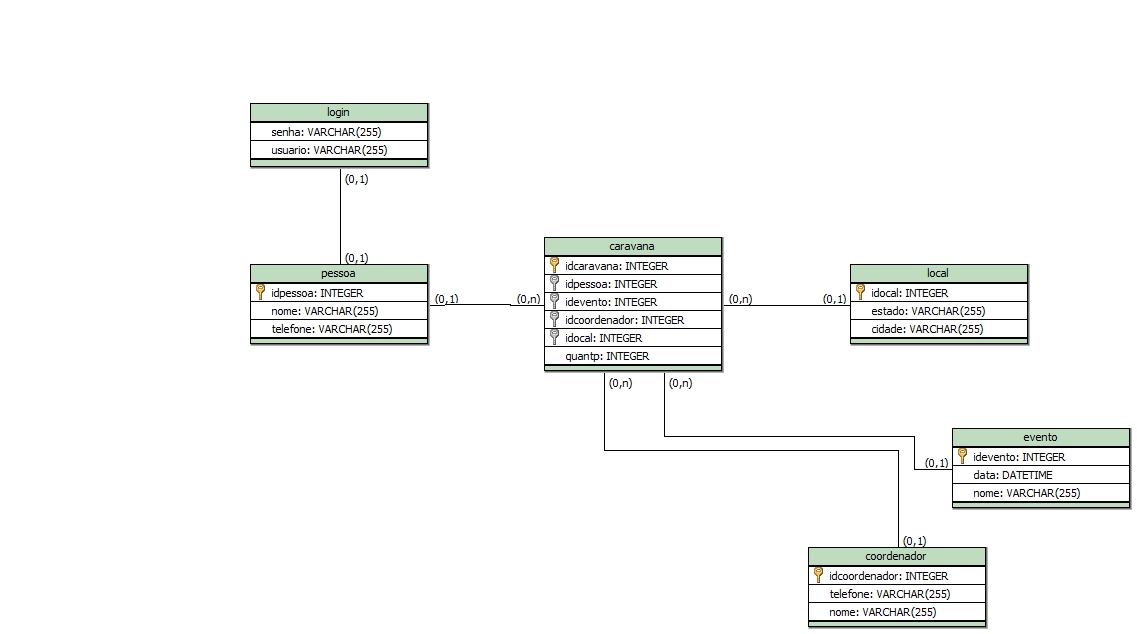 login
senha: VARCHAR(255)
usuario: VARCHAR(255)
(0,1)
(0,1)
pessoa
idpessoa: INTEGER
nome: VARCHAR(255)
telefone: VARCHAR(255)
(0,1)
(0,n)
caravana
idcaravana: INTEGER
idpessoa: INTEGER
idevento: INTEGER
idcoordenador: INTEGER
idocal: INTEGER
quantp: INTEGER
(0,n)
(0,1)
local
idocal: INTEGER
estado: VARCHAR(255)
cidade: VARCHAR(255)
(0,n)
(0,n)
(0,1)
evento
idevento: INTEGER
data: DATETIME
nome: VARCHAR(255)
(0,1)
coordenador
idcoordenador: INTEGER
telefone: VARCHAR(255)
nome: VARCHAR(255)